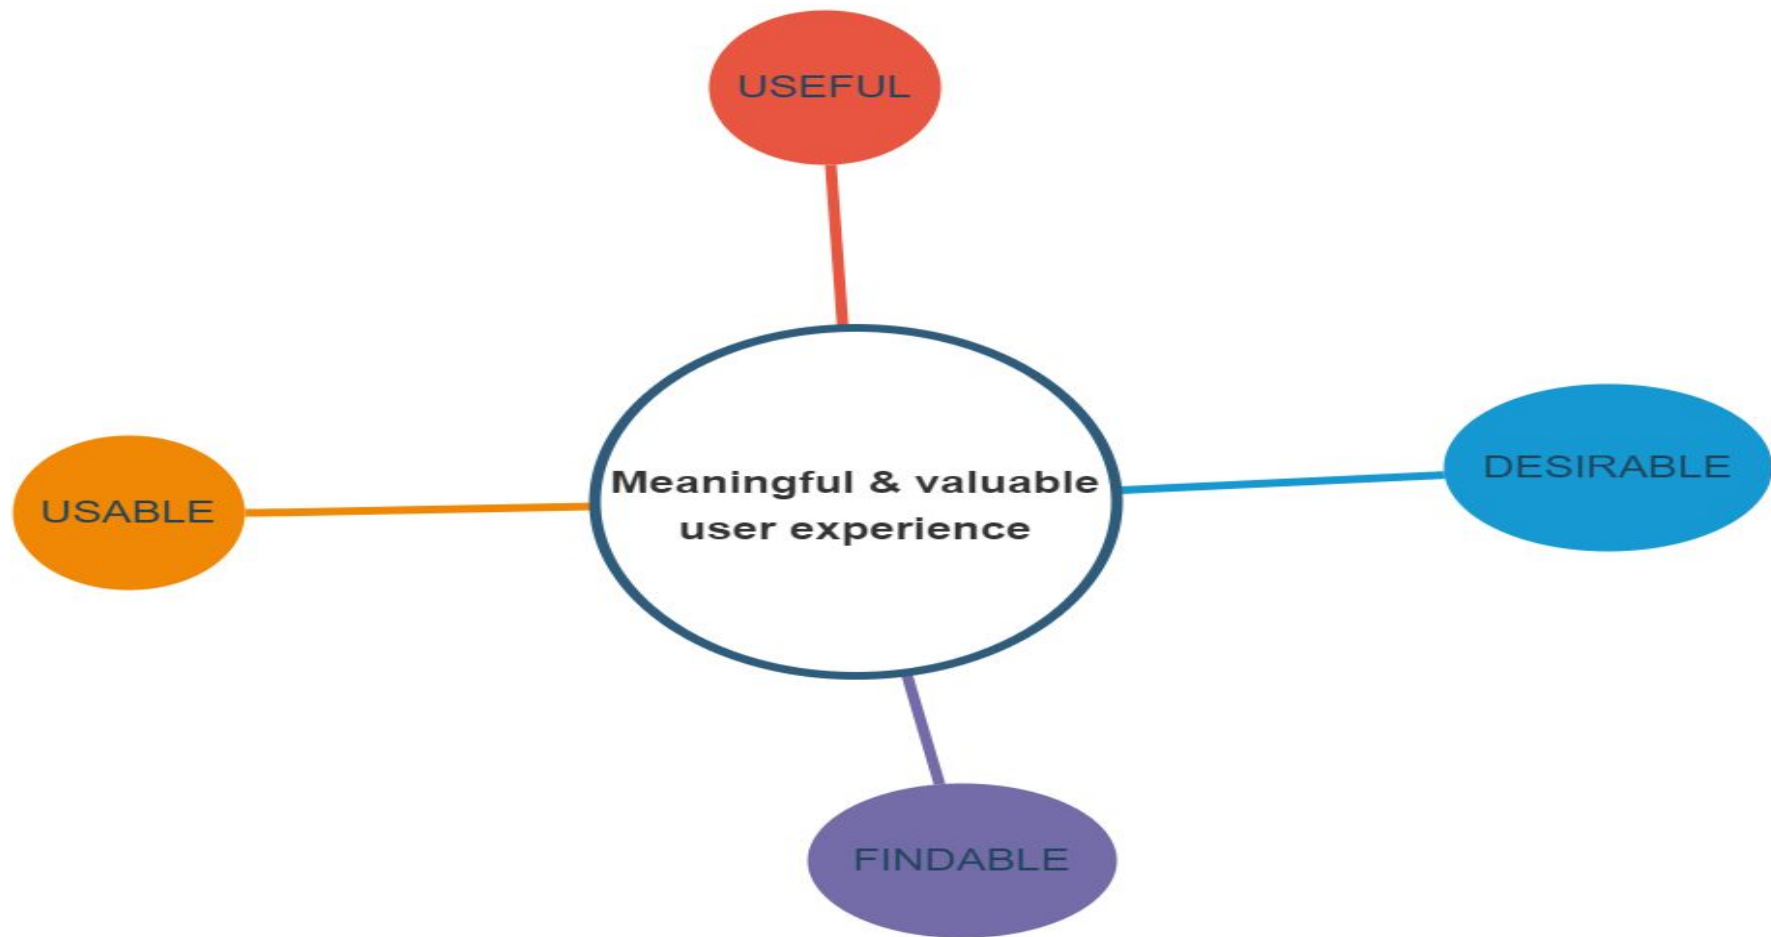 USEFUL
DESIRABLE
Meaningful & valuable
user experience
USABLE
FINDABLE